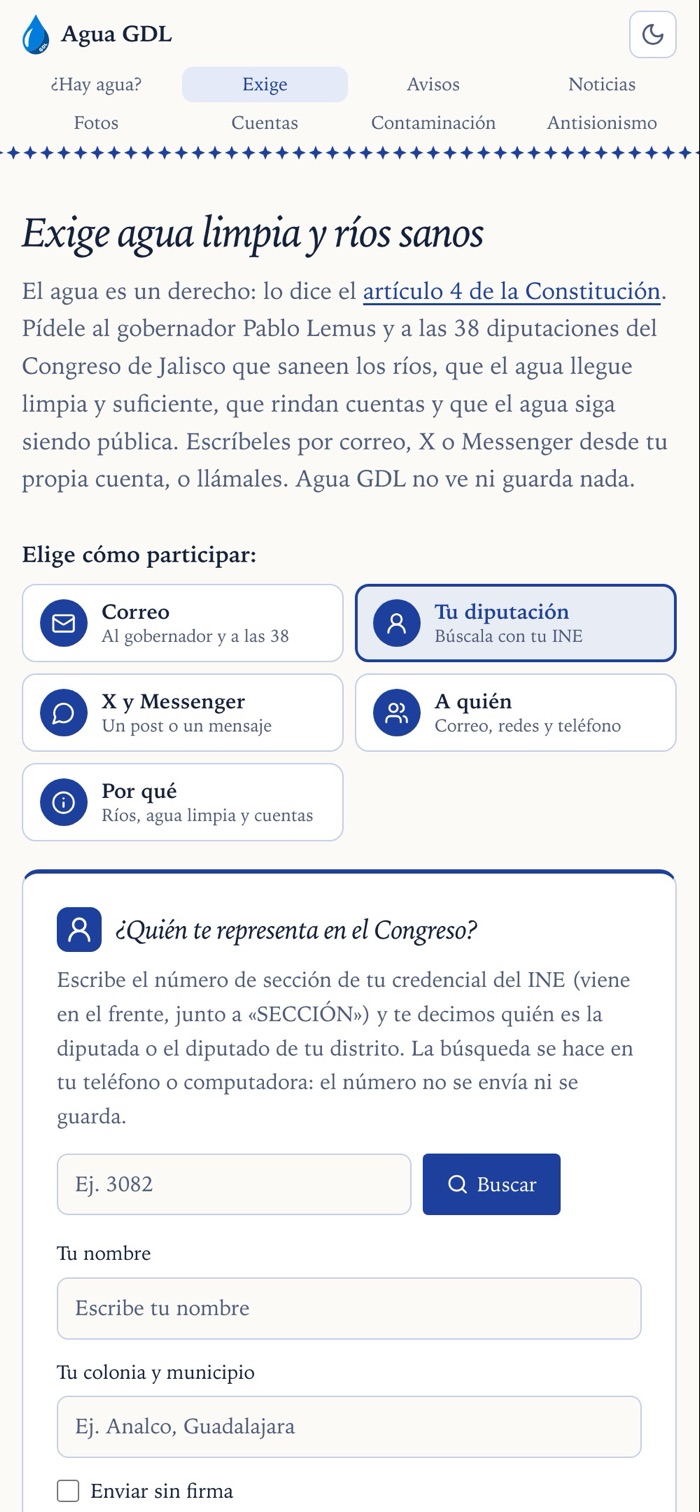 Agua GDL
¿Hay agua?
Exige
Avisos
Noticias
Fotos
Cuentas
Contaminación
Antisionismo
Exige agua limpia y ríos sanos
El agua es un derecho: lo dice el artículo 4 de la Constitución.
Pídele al gobernador Pablo Lemus y a las 38 diputaciones del
Congreso de Jalisco que saneen los ríos, que el agua llegue
limpia y suficiente, que rindan cuentas y que el agua siga
siendo pública. Escríbeles por correo, X o Messenger desde tu
propia cuenta, o llámales. Agua GDL no ve ni guarda nada.
Elige cómo participar:
Correo
Al gobernador y a las 38
Tu diputación
Búscala con tu INE
X y Messenger
Un post o un mensaje
A quién
Correo, redes y teléfono
Por qué
Ríos, agua limpia y cuentas
¿Quién te representa en el Congreso?
Escribe el número de sección de tu credencial del INE (viene
en el frente, junto a «SECCIÓN») y te decimos quién es la
diputada o el diputado de tu distrito. La búsqueda se hace en
tu teléfono o computadora: el número no se envía ni se
guarda.
Ej. 3082
Buscar
Tu nombre
Escribe tu nombre
Tu colonia y municipio
Ej. Analco, Guadalajara
Enviar sin firma